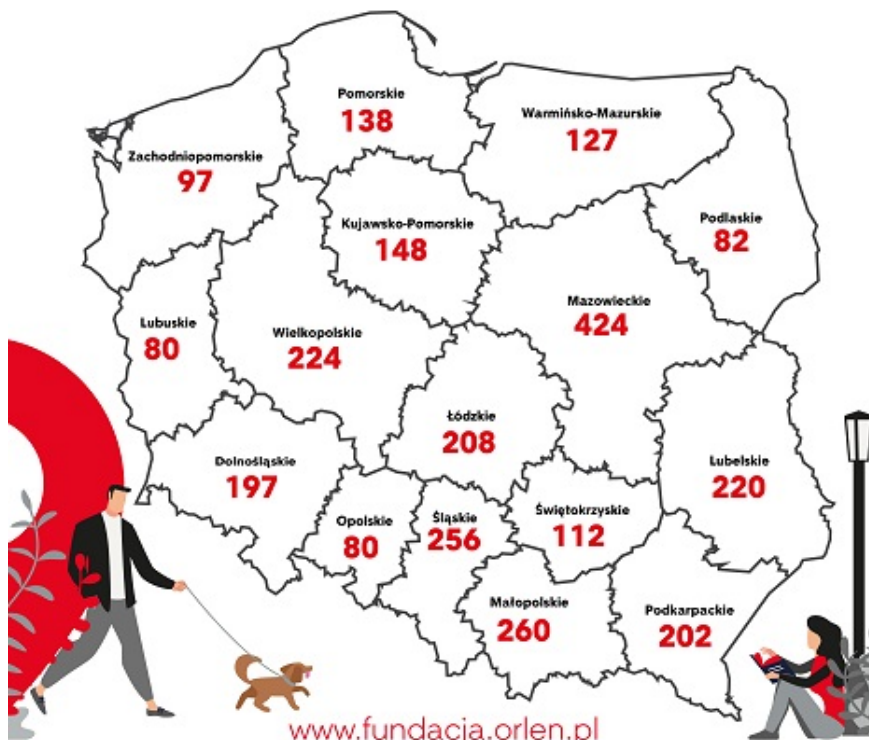 Pomorskie
138
Warmińsko-Mazurskie
127
Zachodniopomorskie
97
Kujawsko-Pomorskie
148
Podlaskie
82
Mazowieckie
424
Lubuskie
80
Wielkopolskie
224
Łódzkie
208
Dolnośląskie
197
Lubelskie
220
Opolskie
80
Śląskie
256
Świętokrzyskie
112
Małopolskie
260
Podkarpackie
202
www.fundacja.orlen.pl